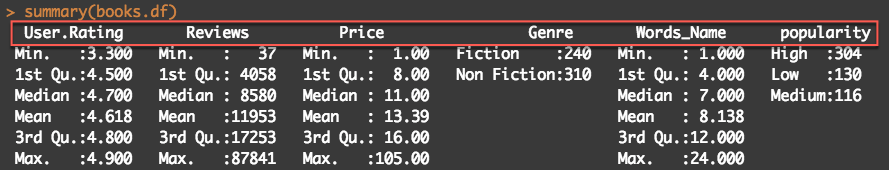 > summary(books.df)
  User.Rating       Reviews          Price                Genre        Words_Name       popularity
 Min.   :3.300   Min.   :   37   Min.   :  1.00   Fiction    :240   Min.   : 1.000   High  :304
 1st Qu.:4.500   1st Qu.: 4058   1st Qu.:  8.00   Non Fiction:310   1st Qu.: 4.000   Low   :130
 Median :4.700   Median : 8580   Median : 11.00                     Median : 7.000   Medium:116
 Mean   :4.618   Mean   :11953   Mean   : 13.39                     Mean   : 8.138
 3rd Qu.:4.800   3rd Qu.:17253   3rd Qu.: 16.00                     3rd Qu.:12.000
 Max.   :4.900   Max.   :87841   Max.   :105.00                     Max.   :24.000